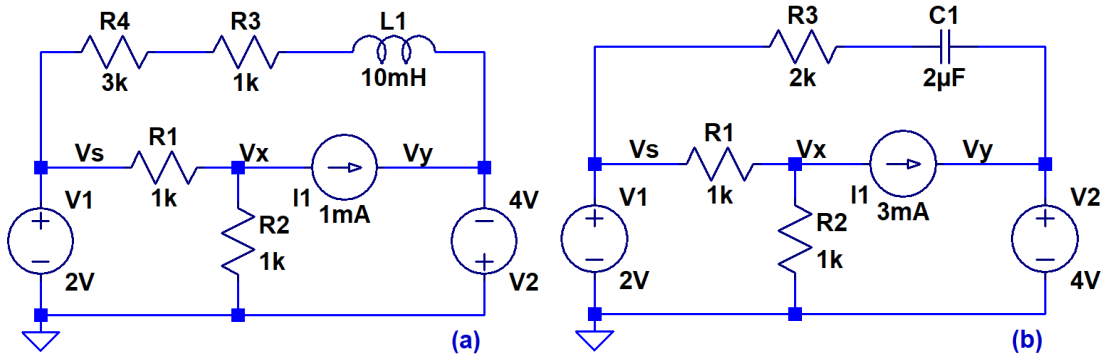 R4 R3 L1
3k 1k 10mH
Vs R1 Vx Vy
1k I1 1mA
V1 R2 4V
2V 1k V2
(a)
R3 C1
2k 2µF
Vs R1 Vx Vy
1k I1 3mA
V1 R2 V2
2V 1k 4V
(b)